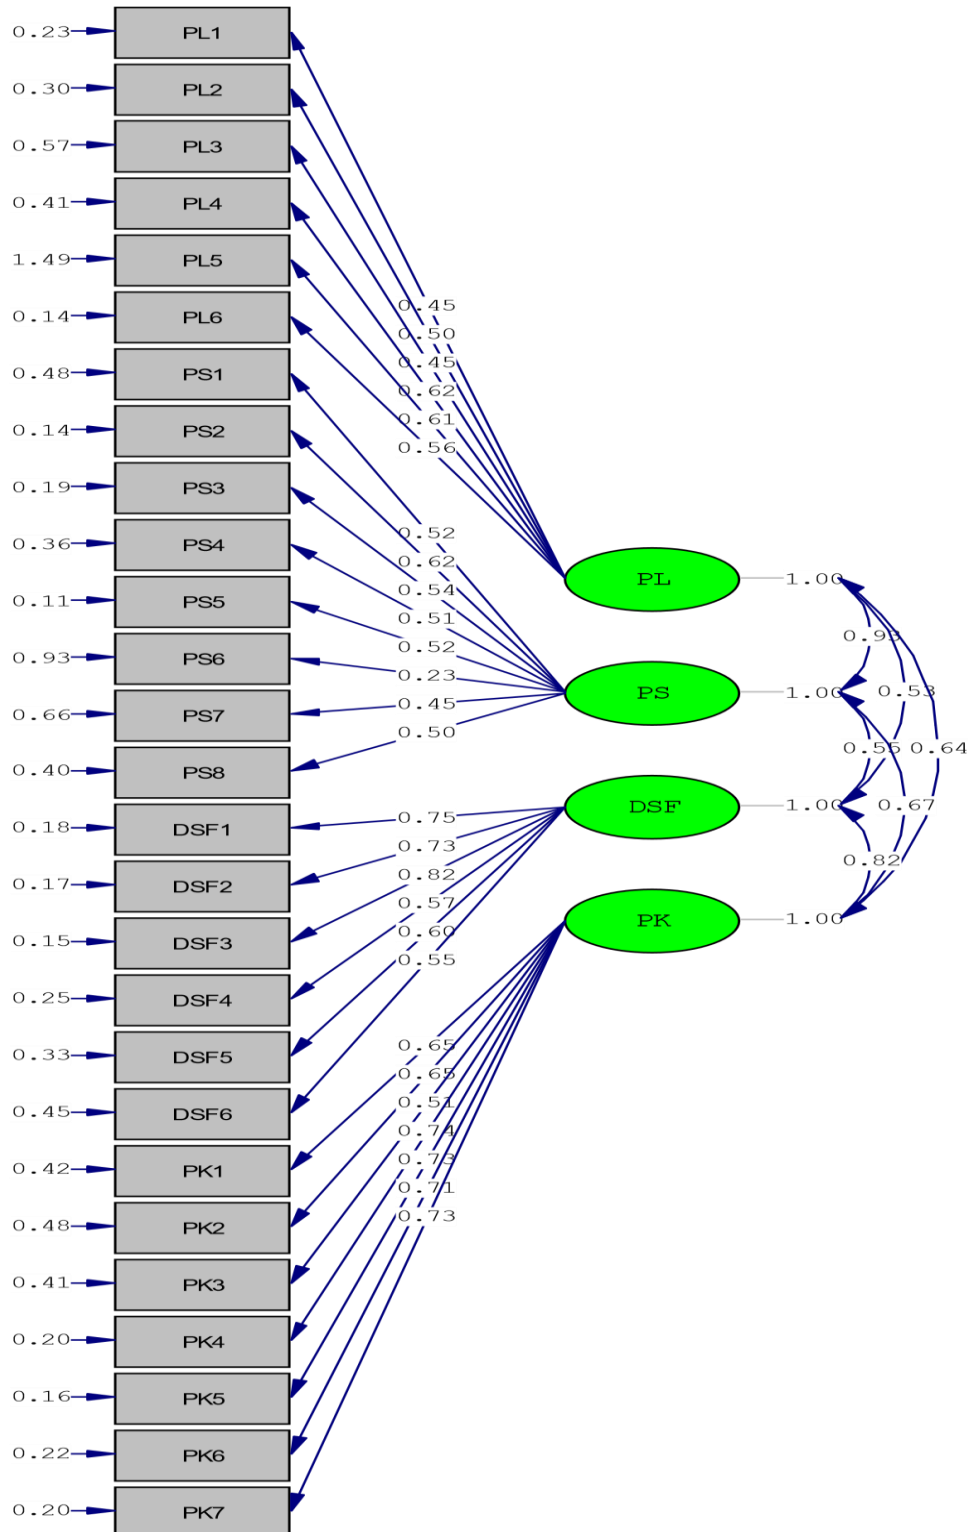 0.23 PL1
0.30 PL2
0.57 PL3
0.41 PL4
1.49 PL5
0.14 PL6
0.48 PS1
0.14 PS2
0.19 PS3
0.36 PS4
0.11 PS5
0.93 PS6
0.66 PS7
0.40 PS8
0.18 DSF1
0.17 DSF2
0.15 DSF3
0.25 DSF4
0.33 DSF5
0.45 DSF6
0.42 PK1
0.48 PK2
0.41 PK3
0.20 PK4
0.16 PK5
0.22 PK6
0.20 PK7
0.45
0.50
0.45
0.62
0.61
0.56
0.52
0.62
0.54
0.51
0.52
0.23
0.45
0.50
0.75
0.73
0.82
0.57
0.60
0.55
0.65
0.65
0.51
0.74
0.73
0.71
0.73
PL 1.00
PS 1.00
DSF 1.00
PK 1.00
0.93
0.53
0.55
0.64
0.67
0.82